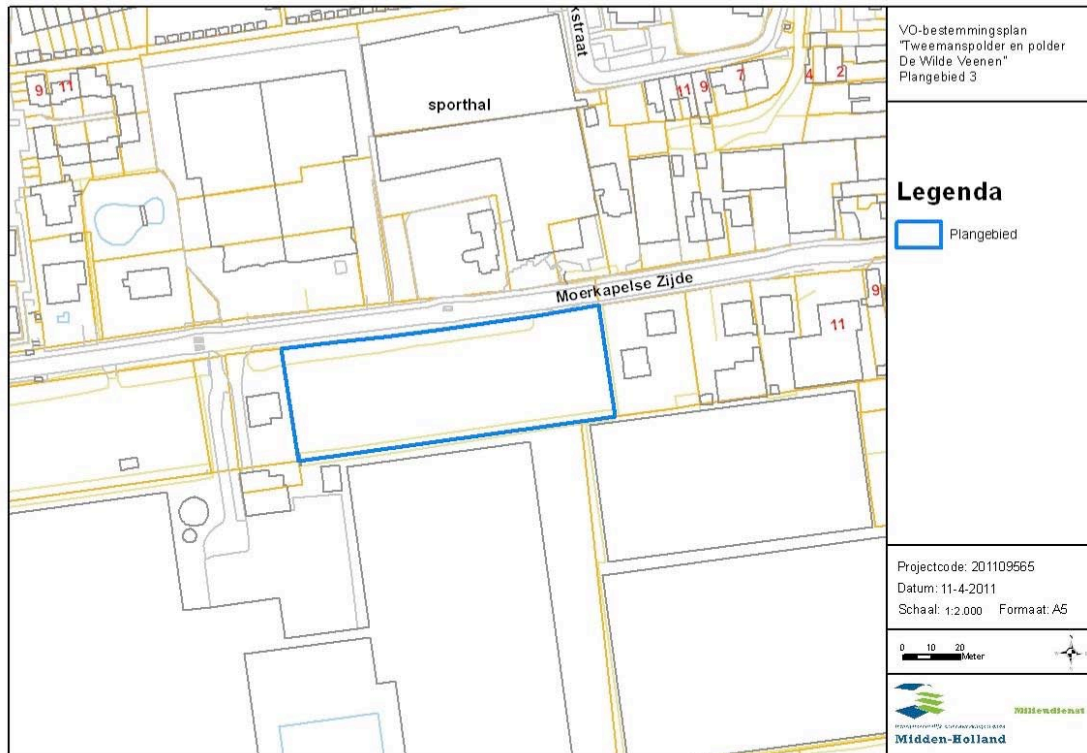 kstraat
9
11
sporthal
11
9
7
4
2
Moerkapelse Zijde
9
11
VO-bestemmingsplan
"Tweemanspolder en polder
De Wilde Veenen"
Plangebied 3
Legenda
Plangebied
Projectcode: 201109565
Datum: 11-4-2011
Schaal: 1:2.000 Formaat: A5
0 10 20
Meter
Milieudienst
Midden-Holland